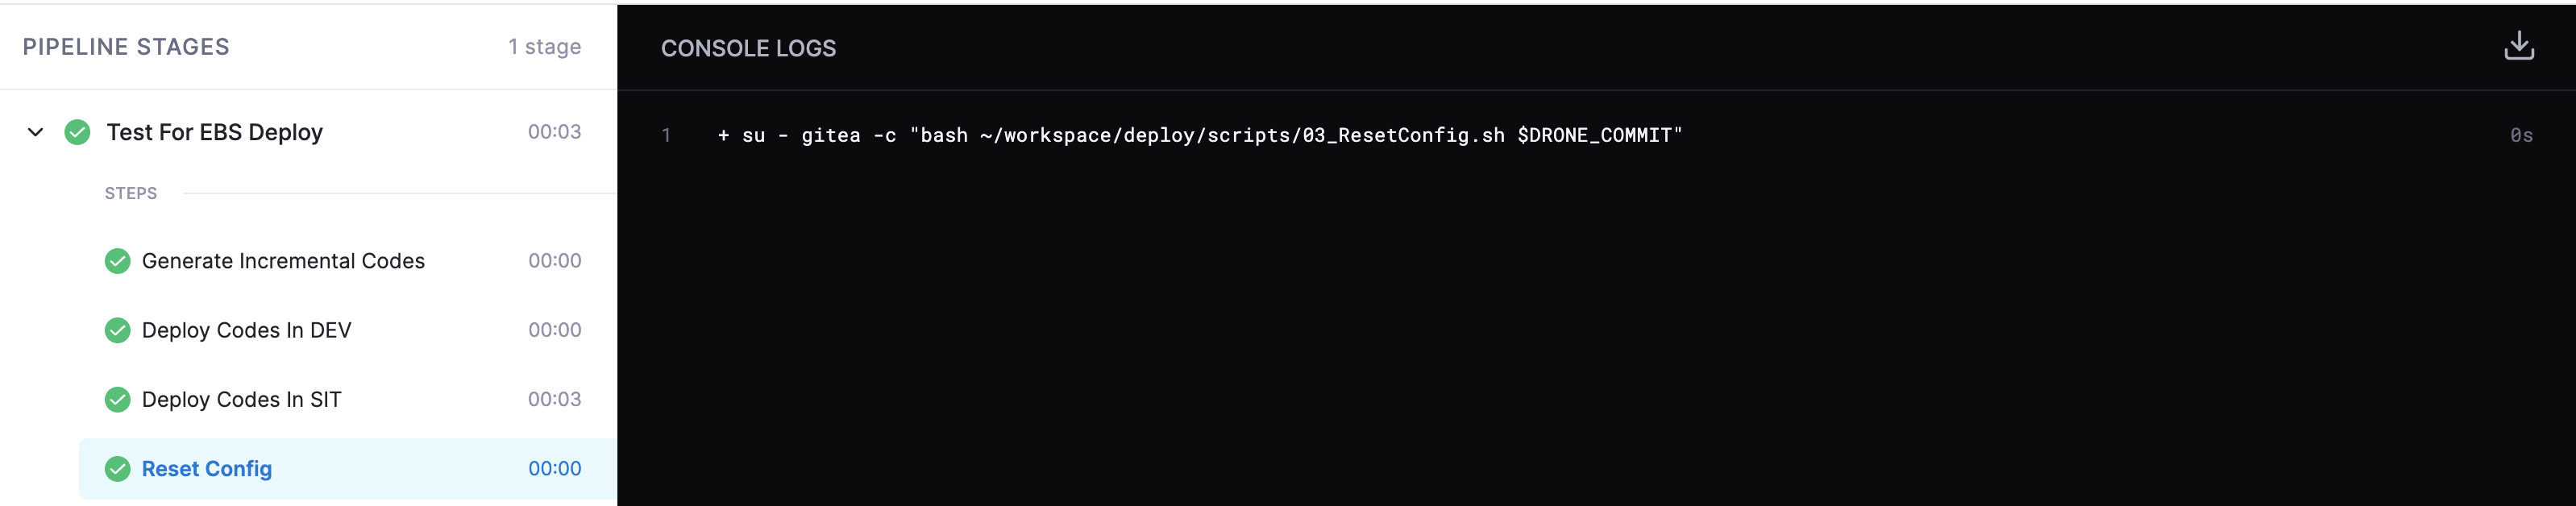 PIPELINE STAGES 1 stage
Test For EBS Deploy 00:03
STEPS
Generate Incremental Codes 00:00
Deploy Codes In DEV 00:00
Deploy Codes In SIT 00:03
Reset Config 00:00
CONSOLE LOGS
1 + su - gitea -c "bash ~/workspace/deploy/scripts/03_ResetConfig.sh $DRONE_COMMIT" 0s